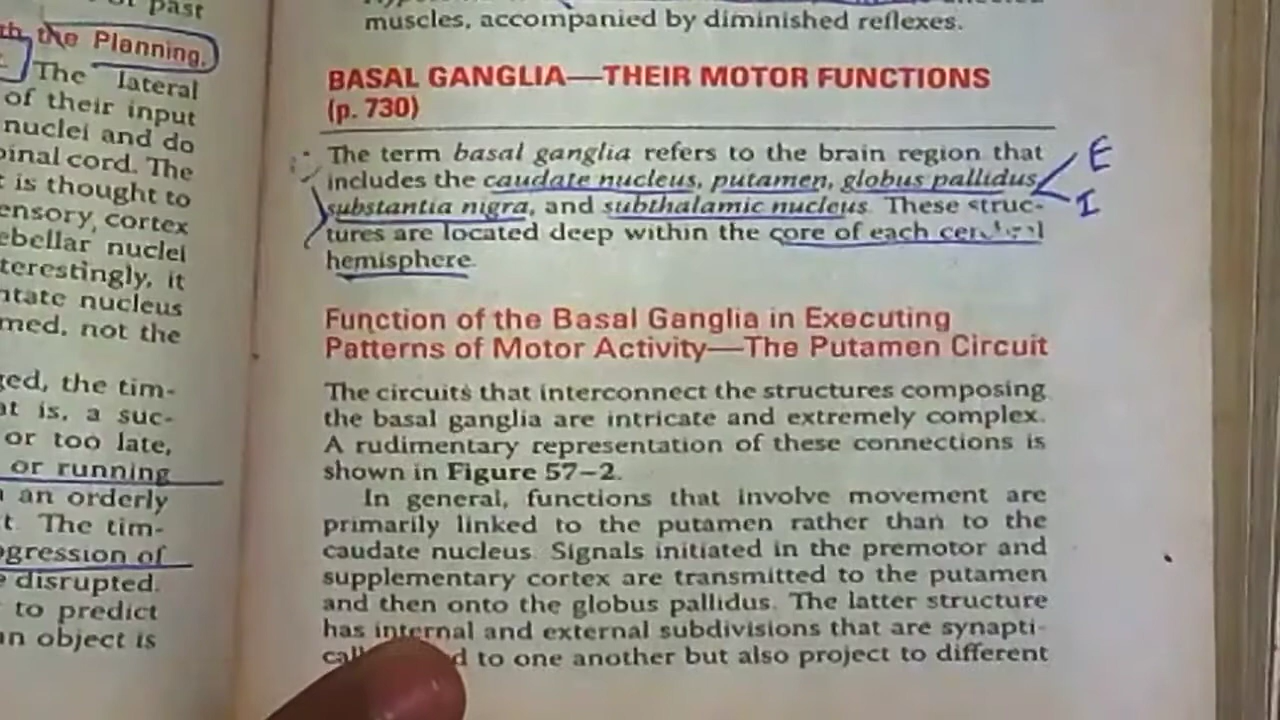 past
th the Planning.
The lateral
of their input
nuclei and do
pinal cord. The
t is thought to
ensory, cortex
ebellar nuclei
terestingly, it
ntate nucleus
med, not the
ged, the tim-
at is, a suc-
or too late,
or running
an orderly
t. The tim-
ogression of
disrupted.
to predict
an object is
muscles, accompanied by diminished reflexes.
BASAL GANGLIA—THEIR MOTOR FUNCTIONS
(p. 730)
The term basal ganglia refers to the brain region that
includes the caudate nucleus, putamen, globus pallidus,
substantia nigra, and subthalamic nucleus. These struc-
tures are located deep within the core of each cerebral
hemisphere.
E
I
Function of the Basal Ganglia in Executing
Patterns of Motor Activity—The Putamen Circuit
The circuits that interconnect the structures composing
the basal ganglia are intricate and extremely complex.
A rudimentary representation of these connections is
shown in Figure 57–2.
In general, functions that involve movement are
primarily linked to the putamen rather than to the
caudate nucleus. Signals initiated in the premotor and
supplementary cortex are transmitted to the putamen
and then onto the globus pallidus. The latter structure
has internal and external subdivisions that are synapti-
to one another but also project to different